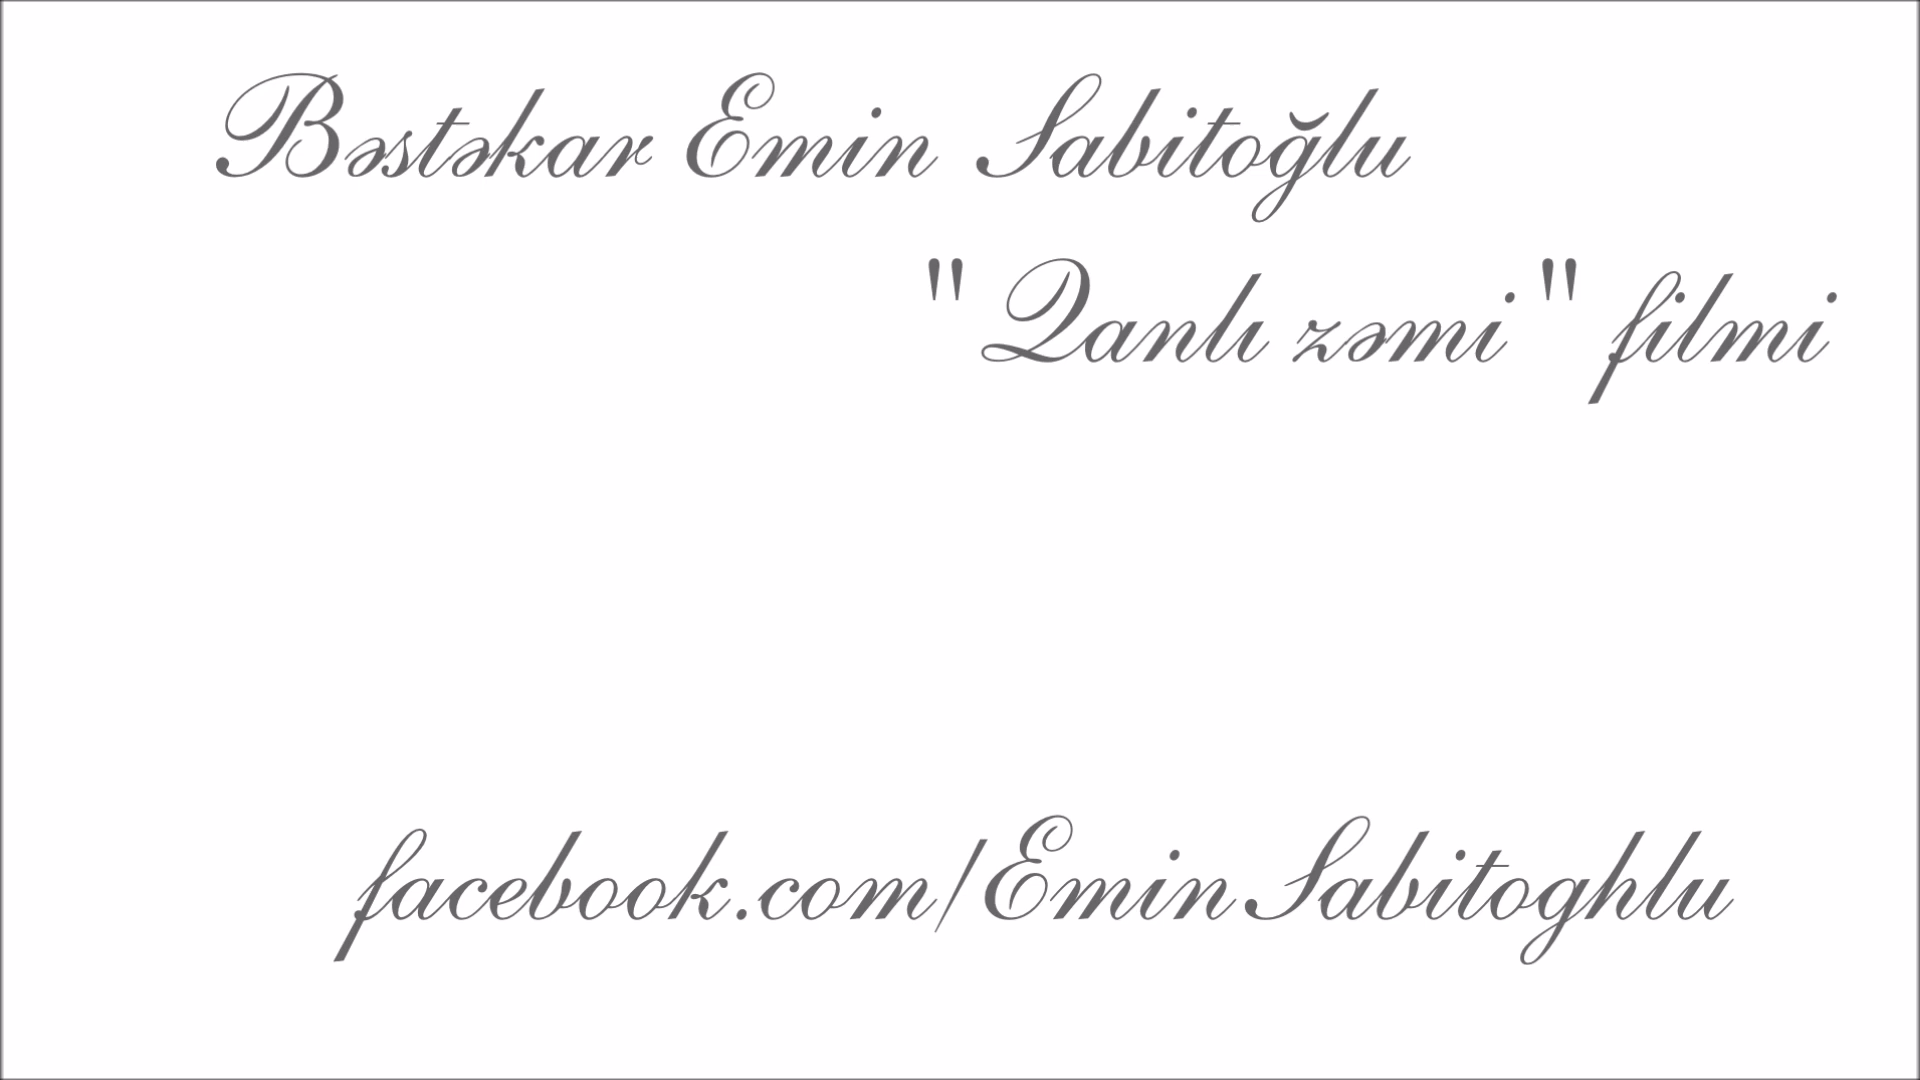 Bəstəkar Emin Sabitoğlu
"Qanlı zəmi" filmi
facebook.com/EminSabitoghlu